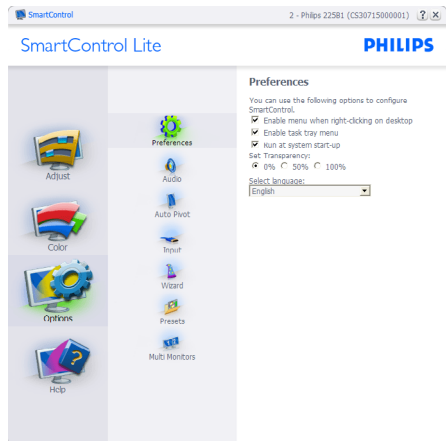 SmartControl
2 - Philips 225B1 (CS30715000001)
SmartControl Lite
PHILIPS
Adjust
Color
Options
Help
Preferences
Audio
Auto Pivot
Input
Wizard
Presets
Multi Monitors
Preferences
You can use the following options to configure
SmartControl.
Enable menu when right-clicking on desktop
Enable task tray menu
Run at system start-up
Set Transparency:
0% 50% 100%
Select language:
English